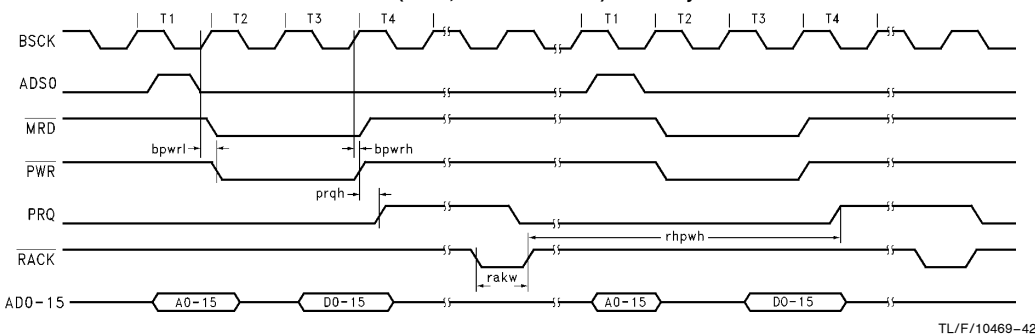 T1 T2 T3 T4 T1 T2 T3 T4
BSCK
ADS0
MRD
bpwrl bpwrh
PWR
prqh
PRQ
rhpwh
RACK
rakw
AD0-15 A0-15 D0-15 A0-15 D0-15
TL/F/10469-42